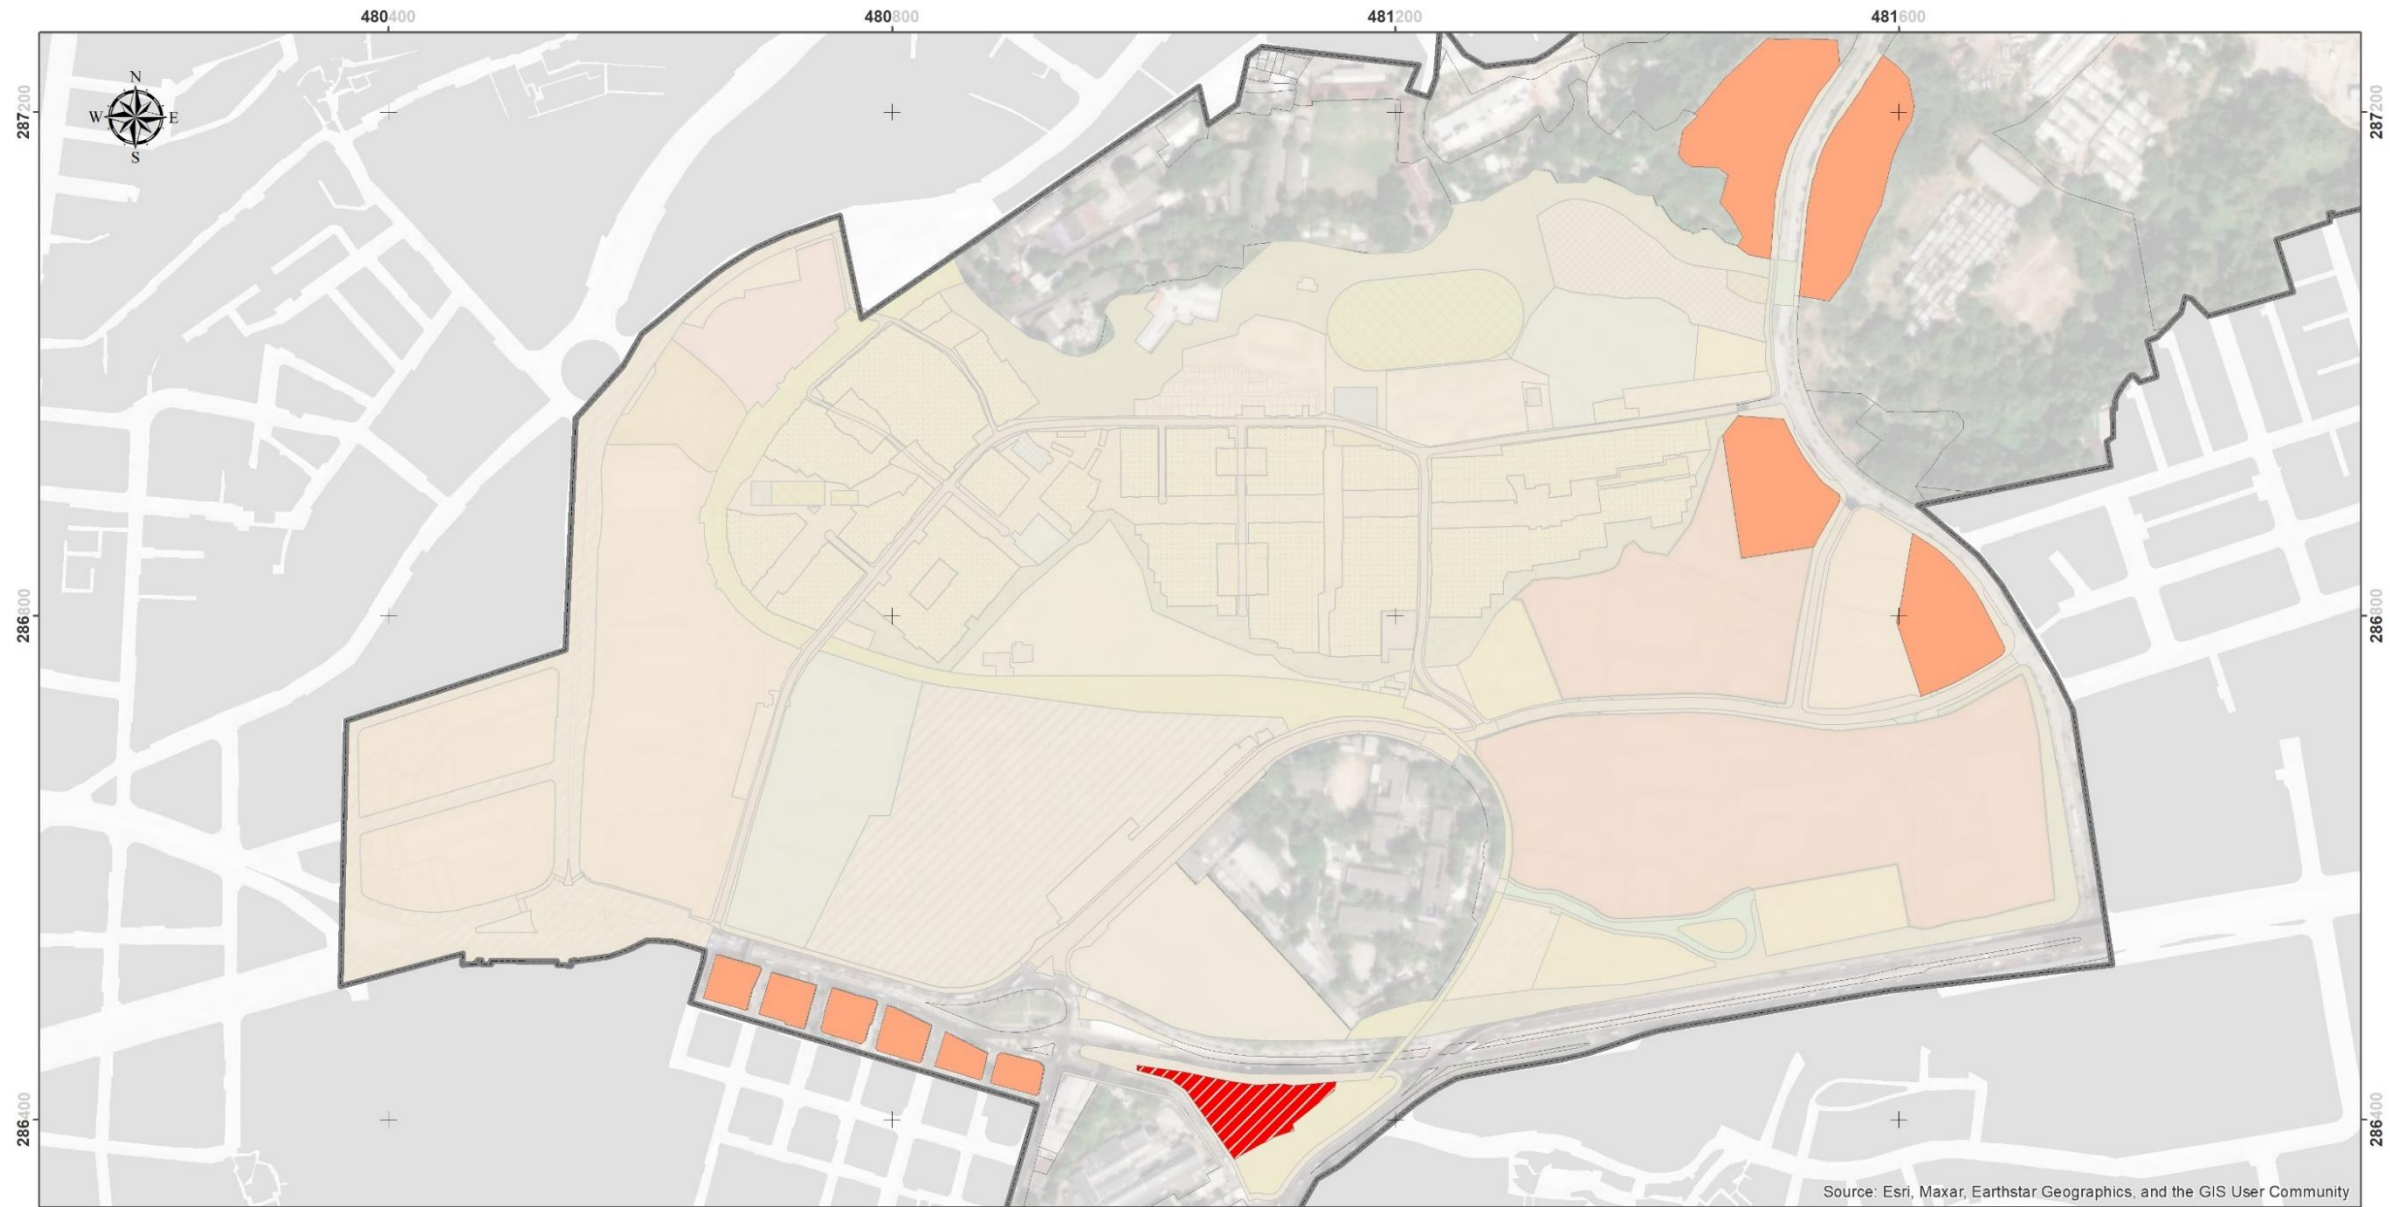 480400 480800 481200 481600
287200 287200
N
W E
S
286800 286800
286400 286400
Source: Esri, Maxar, Earthstar Geographics, and the GIS User Community